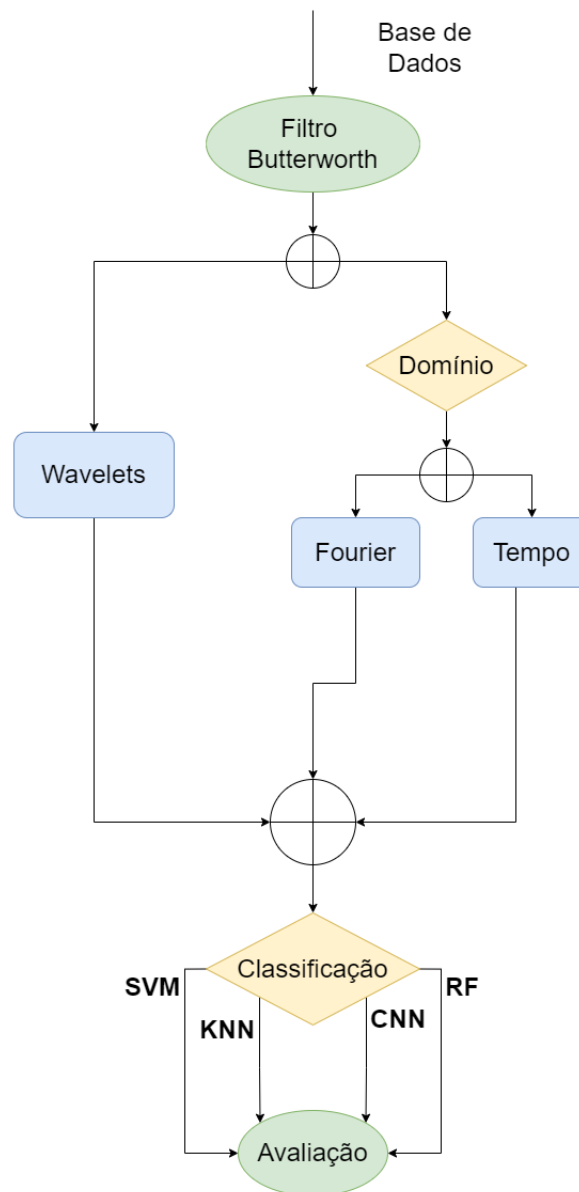 Base de
Dados
Filtro
Butterworth
Domínio
Wavelets
Fourier
Tempo
Classificação
SVM
RF
KNN
CNN
Avaliação